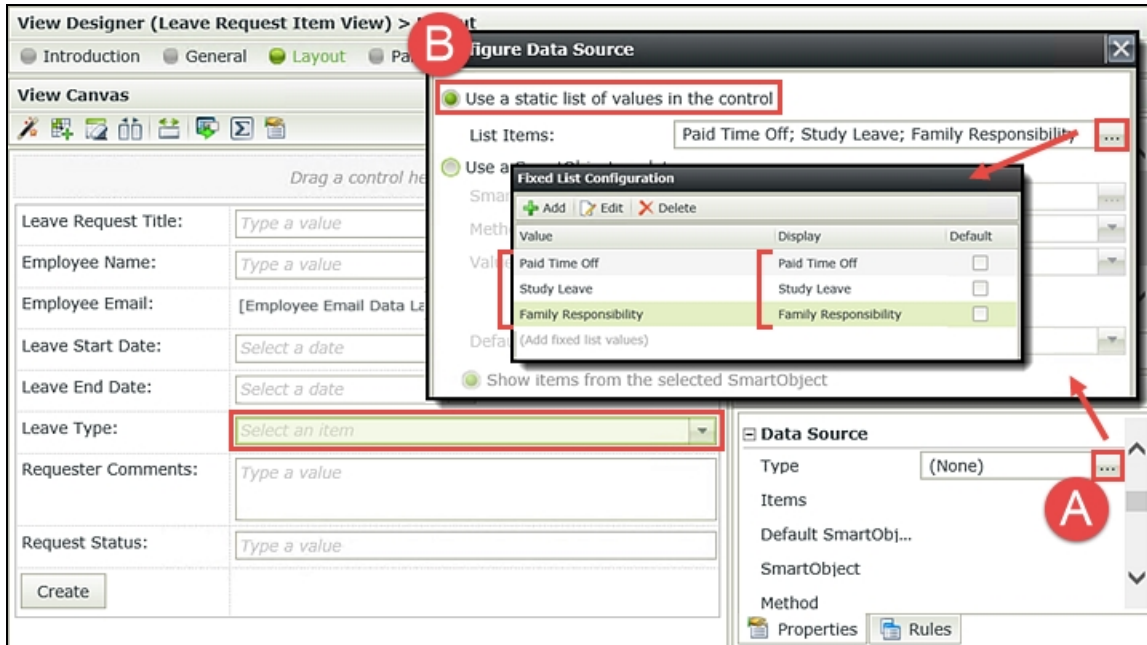 View Designer (Leave Request Item View) > ut
Introduction General Layout Pa
View Canvas
Drag a control he
Leave Request Title: Type a value
Employee Name: Type a value
Employee Email: [Employee Email Data La
Leave Start Date: Select a date
Leave End Date: Select a date
Leave Type: Select an item
Requester Comments: Type a value
Request Status: Type a value
Create
B
figure Data Source
Use a static list of values in the control
List Items: Paid Time Off; Study Leave; Family Responsibility ...
Use a
Smar
Meth
Valu
Defau
Fixed List Configuration
Add Edit Delete
Value Display Default
Paid Time Off Paid Time Off
Study Leave Study Leave
Family Responsibility Family Responsibility
(Add fixed list values)
Show items from the selected SmartObject
Data Source
Type (None) ...
A
Items
Default SmartObj...
SmartObject
Method
Properties Rules